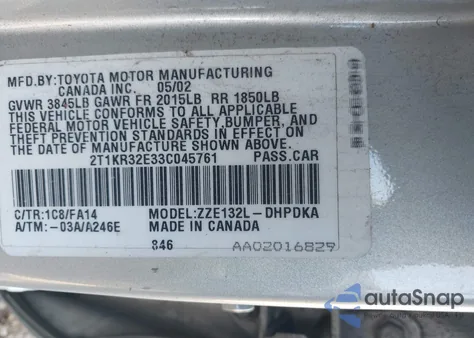 MFD.BY:TOYOTA MOTOR MANUFACTURING
CANADA INC. 05/02
GVWR 3845LB GAWR FR 2015LB RR 1850LB
THIS VEHICLE CONFORMS TO ALL APPLICABLE
FEDERAL MOTOR VEHICLE SAFETY,BUMPER, AND
THEFT PREVENTION STANDARDS IN EFFECT ON
THE DATE OF MANUFACTURE SHOWN ABOVE.
2T1KR32E33C045761 PASS.CAR
C/TR:1C8/FA14 MODEL:ZZE132L-DHPDKA
A/TM:-03A/A246E MADE IN CANADA
846 AA02016829
autoSnap